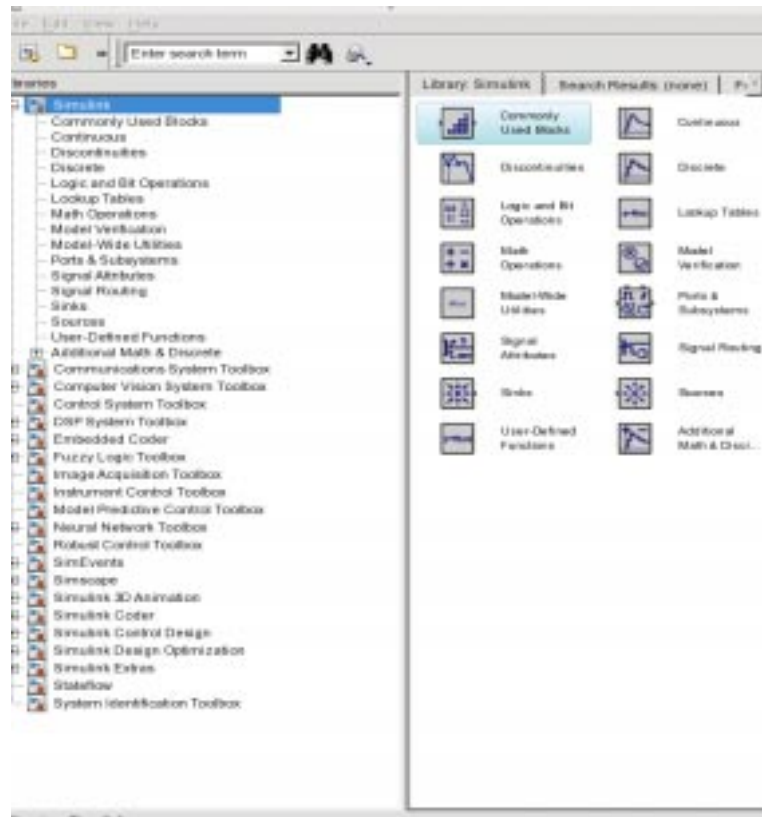 Edit View Help
Enter search term
Libraries
Simulink
Commonly Used Blocks
Continuous
Discontinuities
Discrete
Logic and Bit Operations
Lookup Tables
Math Operations
Model Verification
Model-Wide Utilities
Ports & Subsystems
Signal Attributes
Signal Routing
Sinks
Sources
User-Defined Functions
Additional Math & Discrete
Communications System Toolbox
Computer Vision System Toolbox
Control System Toolbox
DSP System Toolbox
Embedded Coder
Fuzzy Logic Toolbox
Image Acquisition Toolbox
Instrument Control Toolbox
Model Predictive Control Toolbox
Neural Network Toolbox
Robust Control Toolbox
SimEvents
Simscape
Simulink 3D Animation
Simulink Coder
Simulink Control Design
Simulink Design Optimization
Simulink Extras
Stateflow
System Identification Toolbox
Library: Simulink
Search Results: (none)
Commonly
Used Blocks
Continuous
Discontinuities
Discrete
Logic and Bit
Operations
Lookup Tables
Math
Operations
Model
Verification
Model-Wide
Utilities
Ports &
Subsystems
Signal
Attributes
Signal Routing
Sinks
Sources
User-Defined
Functions
Additional
Math & Discr...